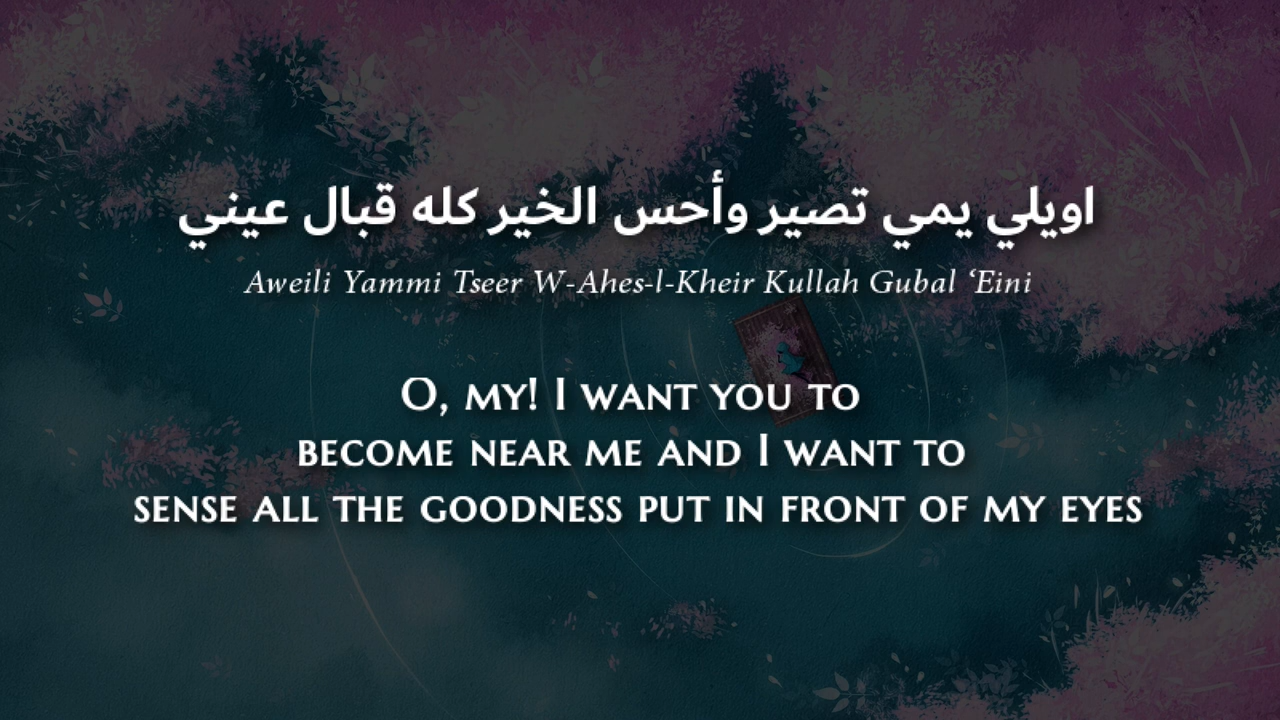 اويلي يمي تصير وأحس الخير كله قبال عيني
Aweili Yammi Tseer W-Ahes-l-Kheir Kullah Gubal ‘Eini
O, my! I want you to
become near me and I want to
sense all the goodness put in front of my eyes